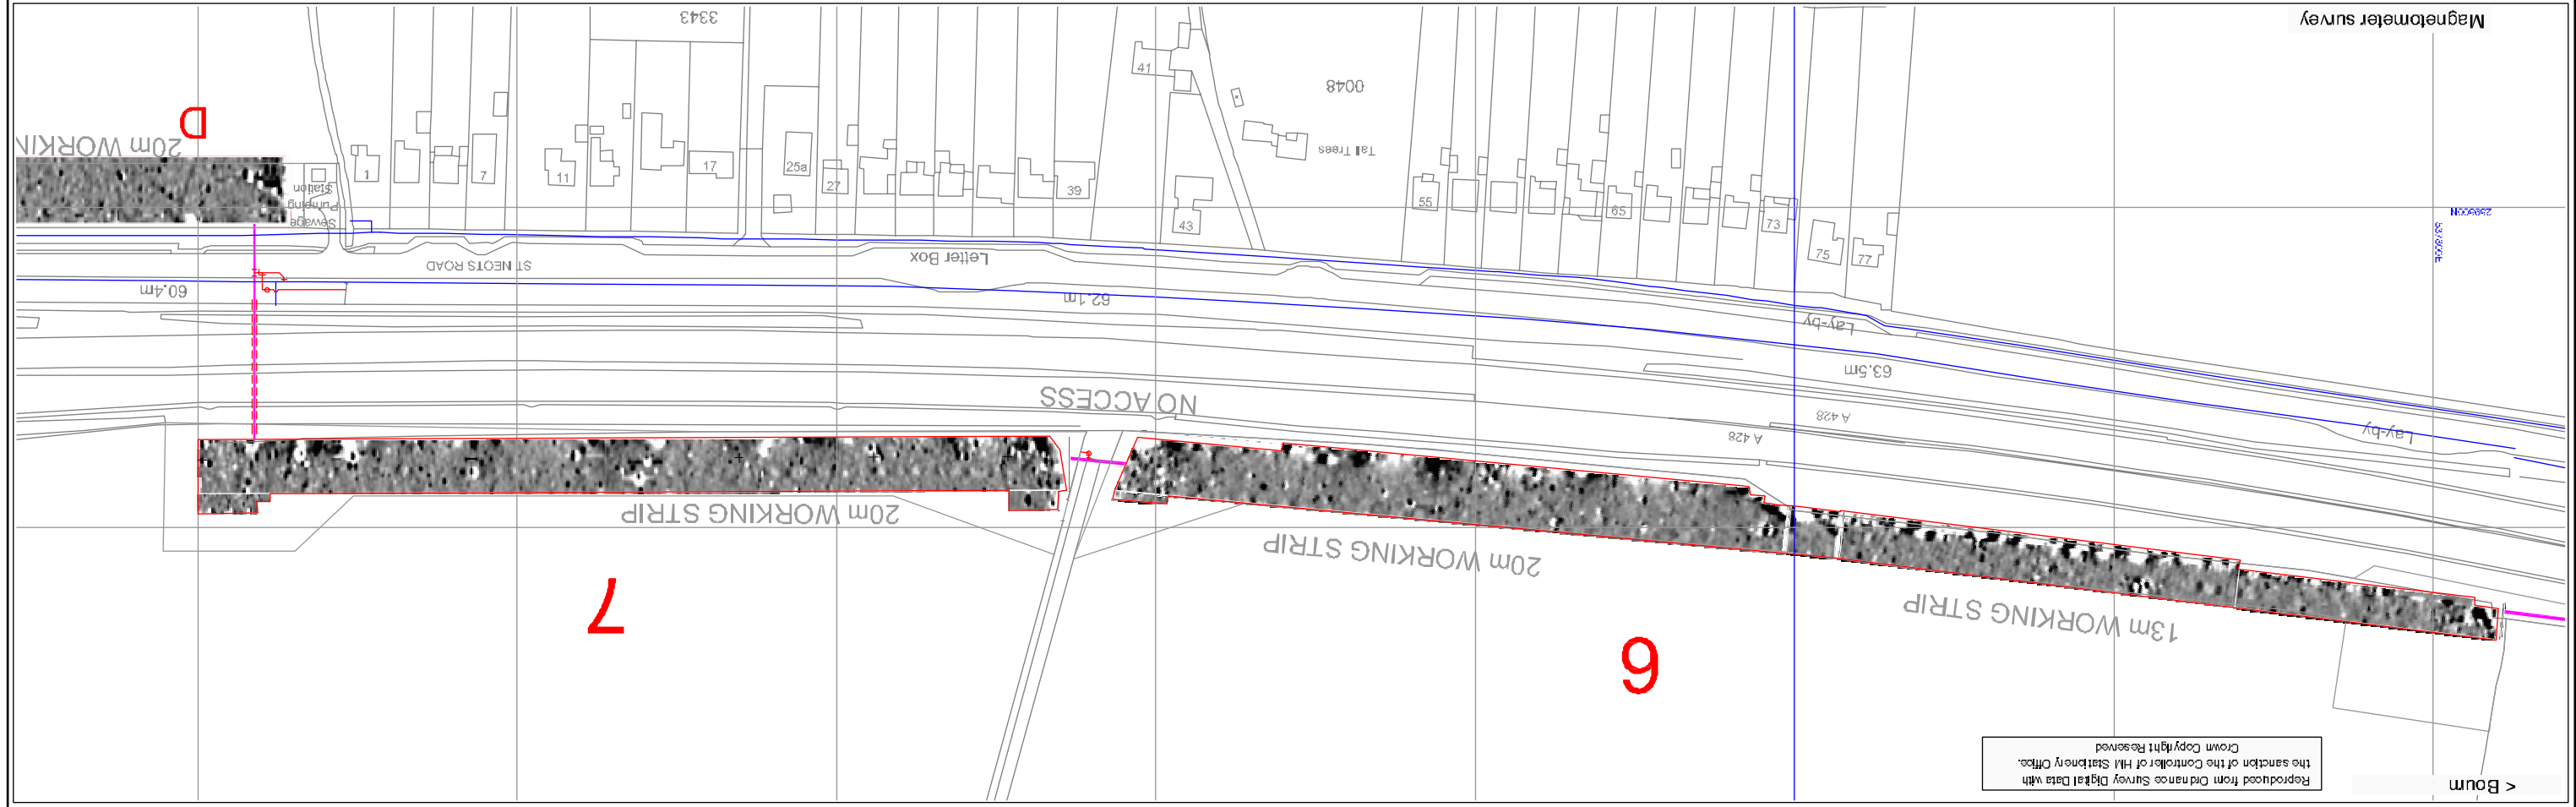 Magnetometer survey
3343
41
0048
D
20m WORKIN
Tall Trees
1
7
11
17
25a
27
39
43
55
65
73
75
77
Sewage
Pumping
Station
ST NEOTS ROAD
Letter Box
60.4m
62.1m
Lay-by
63.5m
NO ACCESS
A 428
A 428
Lay-by
20m WORKING STRIP
20m WORKING STRIP
13m WORKING STRIP
7
6
Reproduced from Ordnance Survey Digital Data with
the sanction of the Controller of HM Stationery Office.
Crown Copyright Reserved
< Bourn